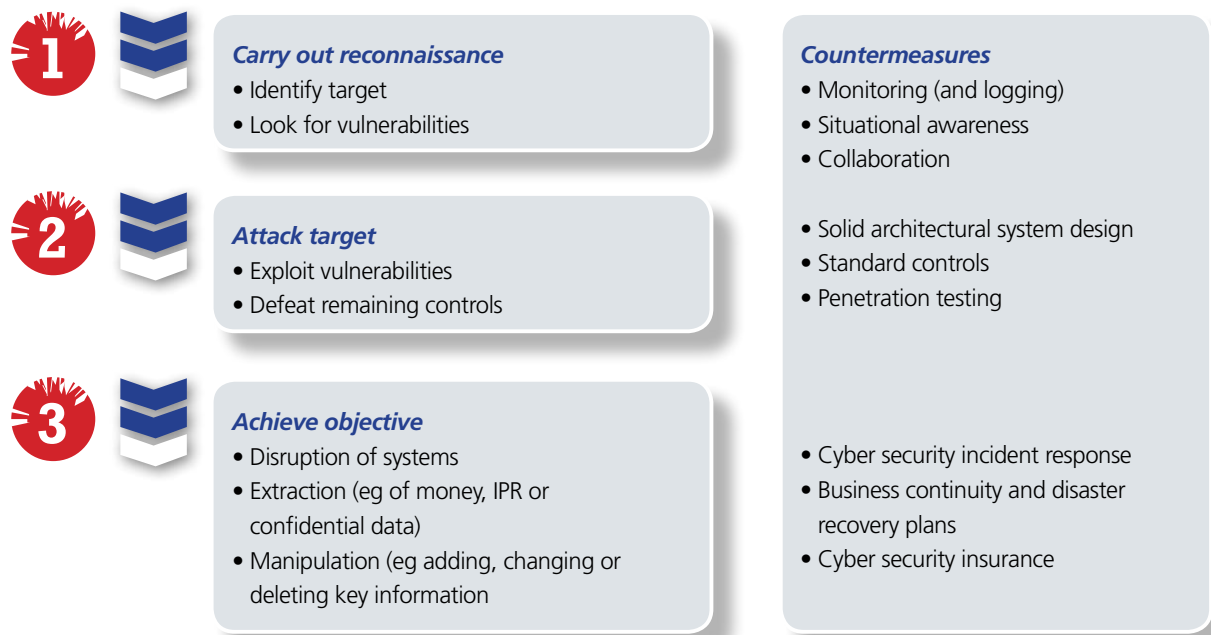 1
Carry out reconnaissance
• Identify target
• Look for vulnerabilities
2
Attack target
• Exploit vulnerabilities
• Defeat remaining controls
3
Achieve objective
• Disruption of systems
• Extraction (eg of money, IPR or
confidential data)
• Manipulation (eg adding, changing or
deleting key information
Countermeasures
• Monitoring (and logging)
• Situational awareness
• Collaboration
• Solid architectural system design
• Standard controls
• Penetration testing
• Cyber security incident response
• Business continuity and disaster
recovery plans
• Cyber security insurance